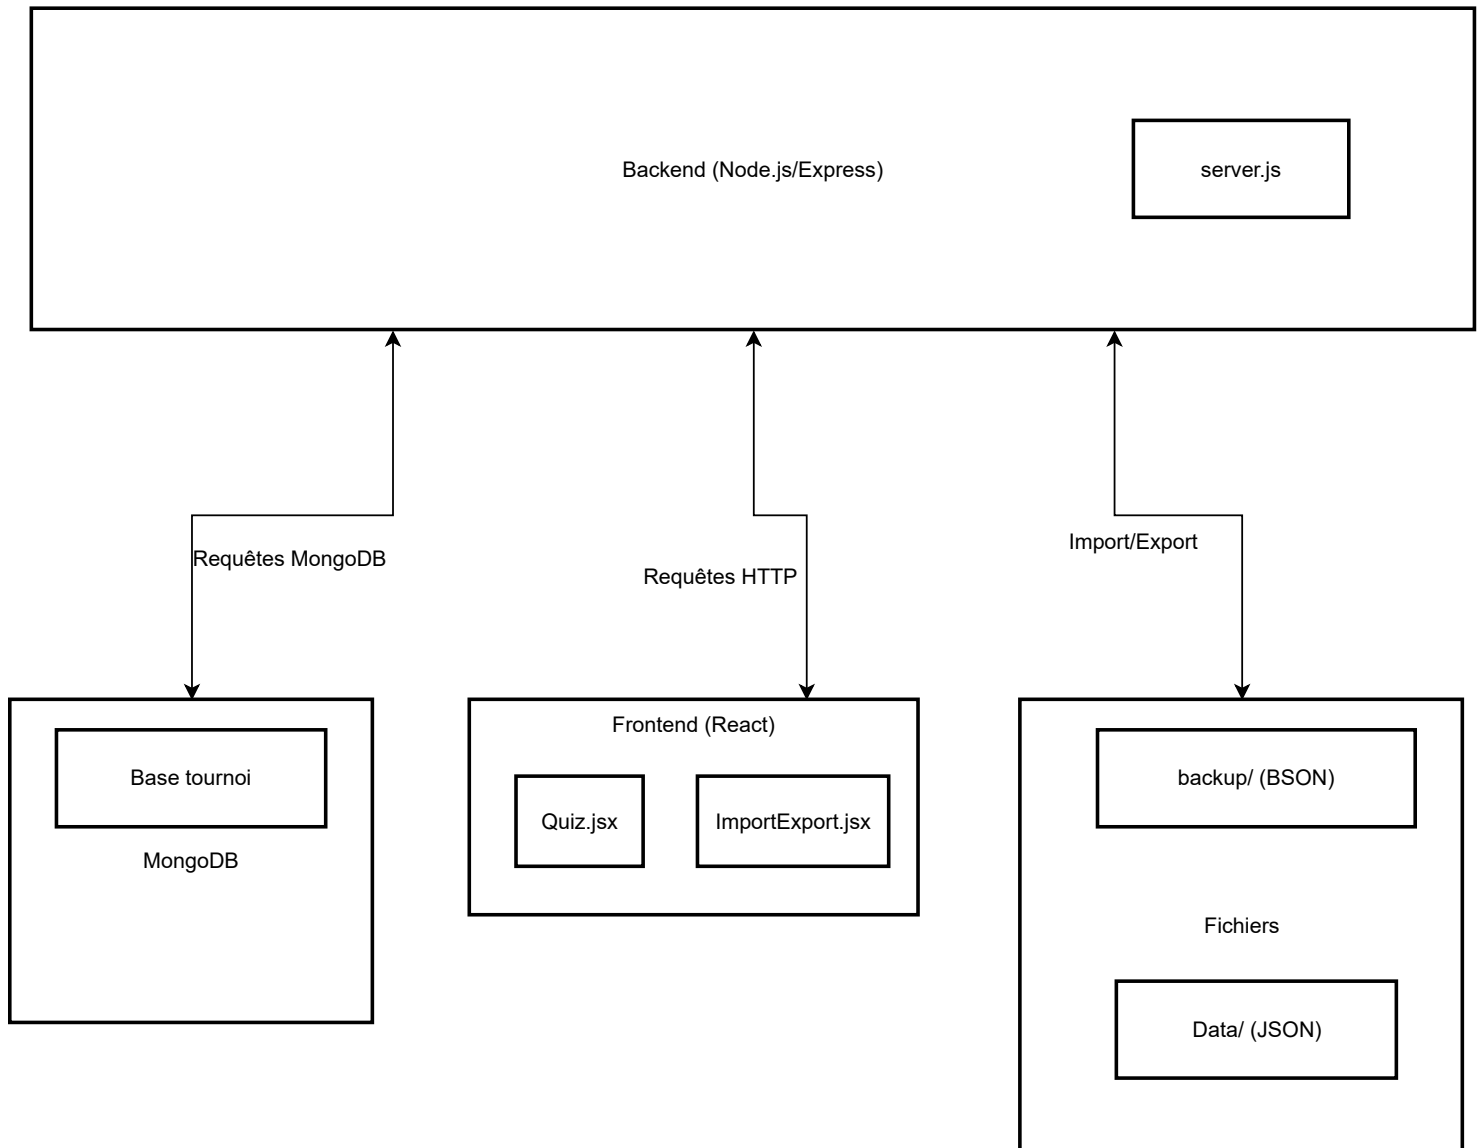 Backend (Node.js/Express)
server.js
Requêtes MongoDB
Requêtes HTTP
Import/Export
Base tournoi
MongoDB
Frontend (React)
Quiz.jsx
ImportExport.jsx
backup/ (BSON)
Fichiers
Data/ (JSON)